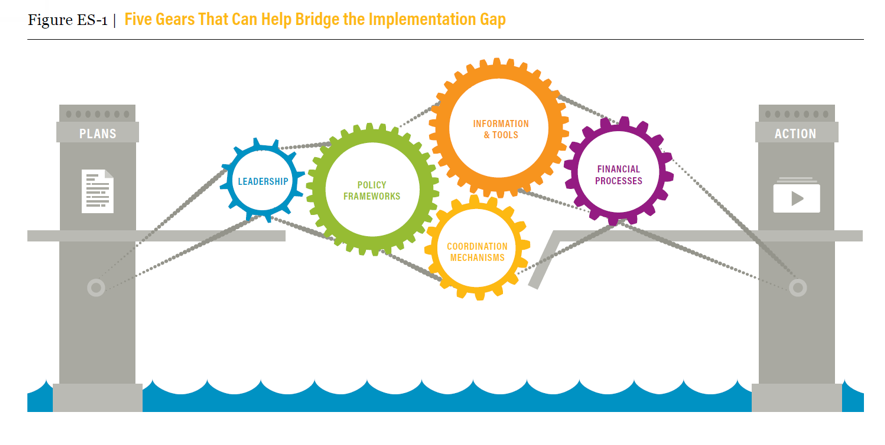 Figure ES-1 | Five Gears That Can Help Bridge the Implementation Gap
PLANS
ACTION
LEADERSHIP
POLICY
FRAMEWORKS
INFORMATION
& TOOLS
COORDINATION
MECHANISMS
FINANCIAL
PROCESSES